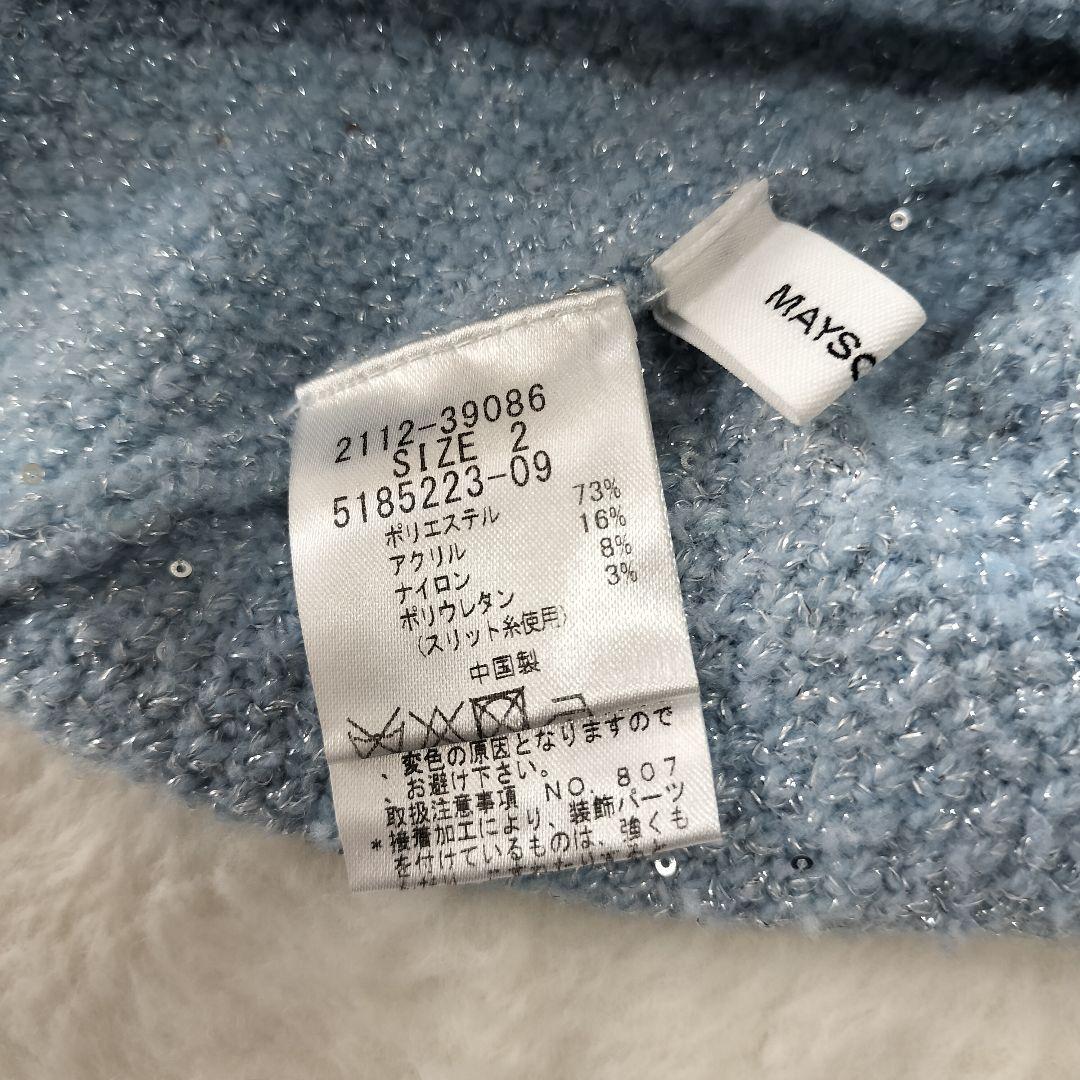 2112-39086
SIZE 2
5185223-09
ポリエステル 73%
アクリル 16%
ナイロン 8%
ポリウレタン 3%
(スリット糸使用)
中国製
、変色の原因となりますので
、お避け下さい。
取扱注意事項 NO. 807
*接着加工により、装飾パーツ
を付けているものは、強くも
MAYSO